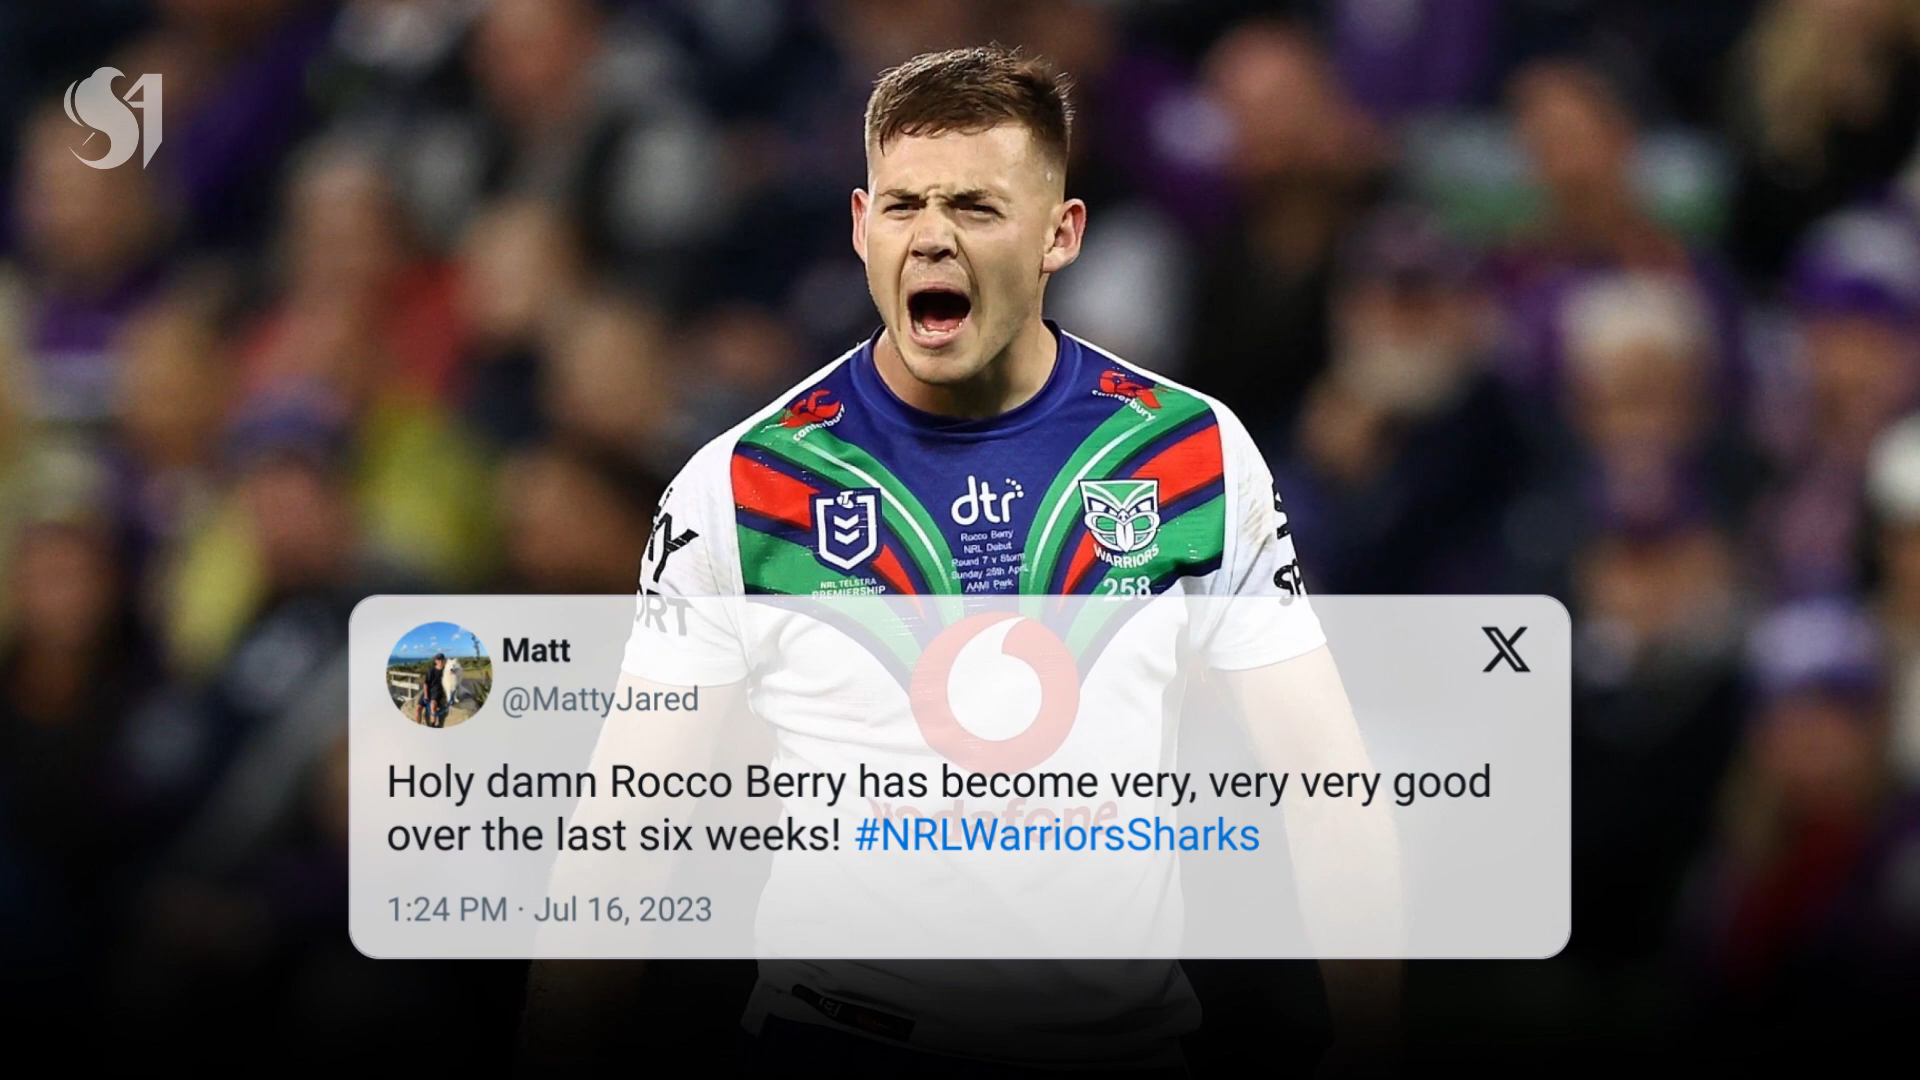 S1
canterbury
canterbury
dtr
Rocco Berry
NRL Debut
Round 7 v Storm
Sunday 25th April
AAMI Park
NRL TELSTRA
PREMIERSHIP
WARRIORS
258
vodafone
Matt
@MattyJared
X
Holy damn Rocco Berry has become very, very very good
over the last six weeks! #NRLWarriorsSharks
1:24 PM · Jul 16, 2023